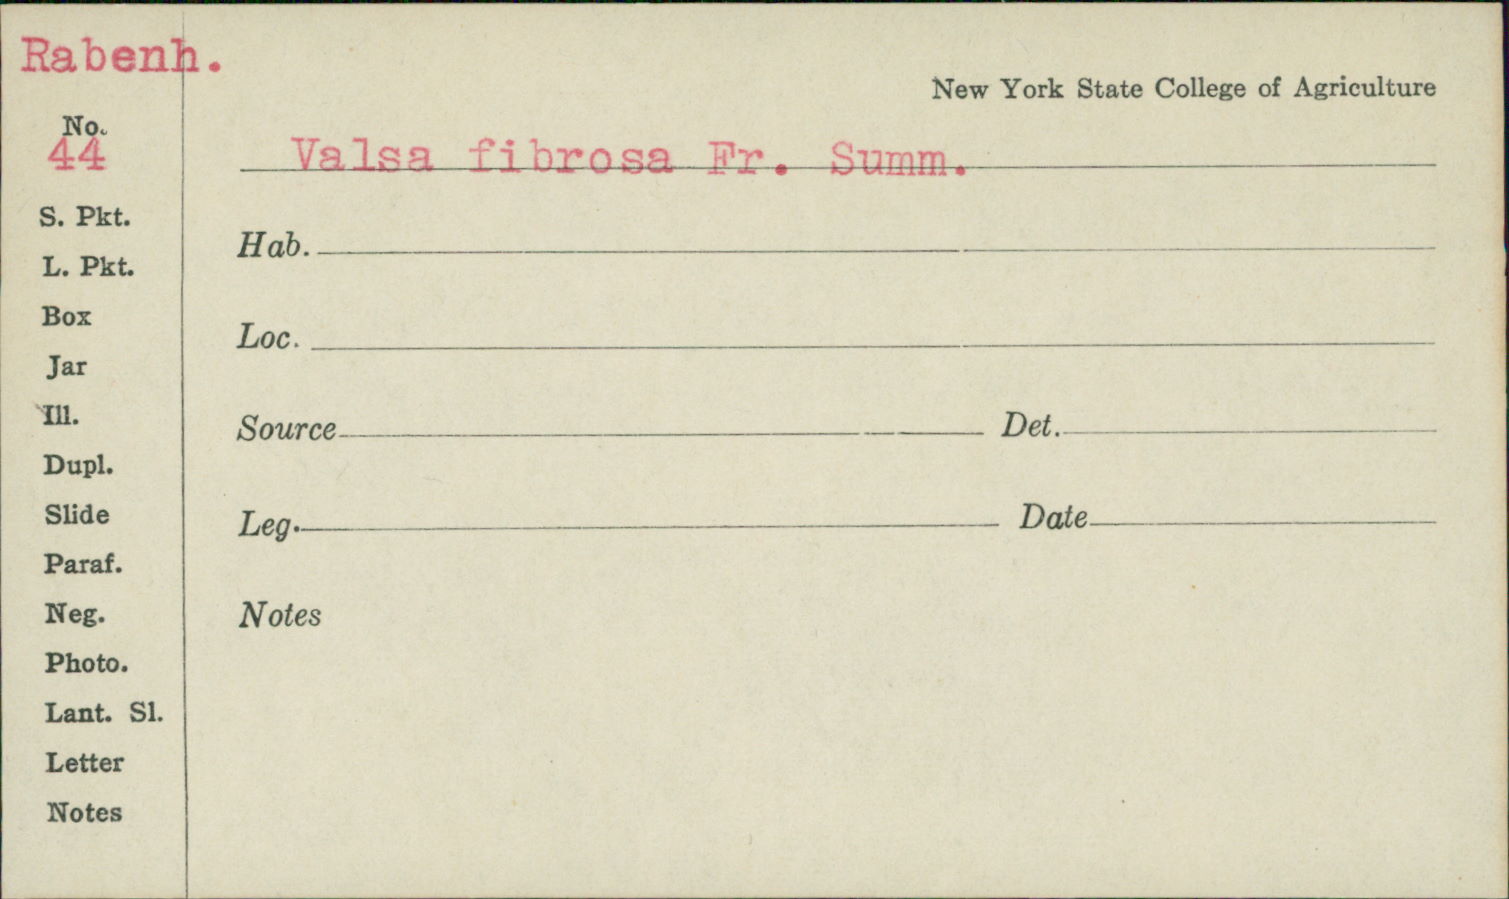 Rabenh.
New York State College of Agriculture
No.
44
Valsa fibrosa Fr. Summ.
S. Pkt.
L. Pkt.
Box
Jar
Ill.
Dupl.
Slide
Paraf.
Neg.
Photo.
Lant. Sl.
Letter
Notes
Hab.
Loc.
Source Det.
Leg. Date
Notes